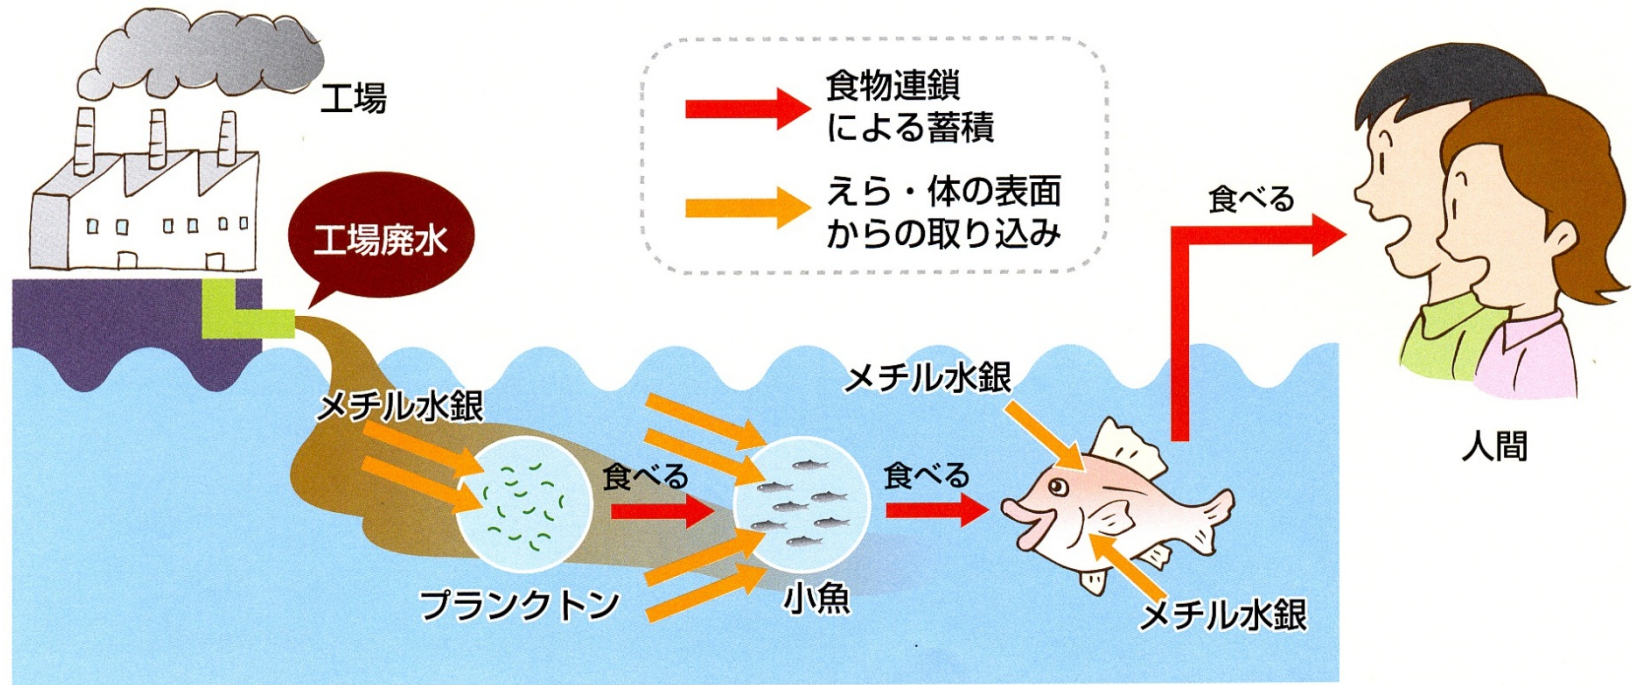 工場
工場廃水
食物連鎖
による蓄積
えら・体の表面
からの取り込み
食べる
人間
メチル水銀
メチル水銀
食べる
食べる
プランクトン
小魚
メチル水銀